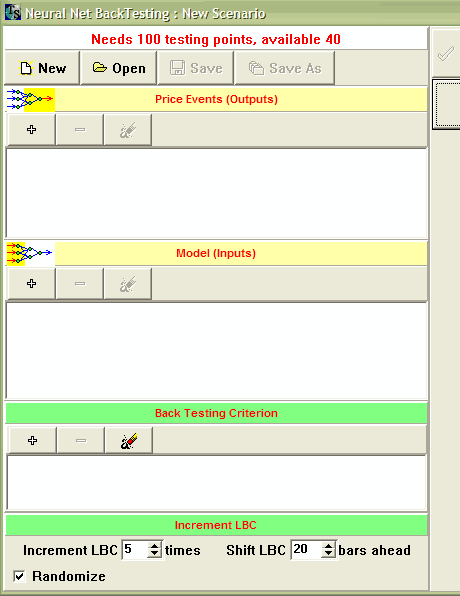 Neural Net BackTesting : New Scenario
Needs 100 testing points, available 40
New Open Save Save As
Price Events (Outputs)
Model (Inputs)
Back Testing Criterion
Increment LBC
Increment LBC 5 times Shift LBC 20 bars ahead
Randomize